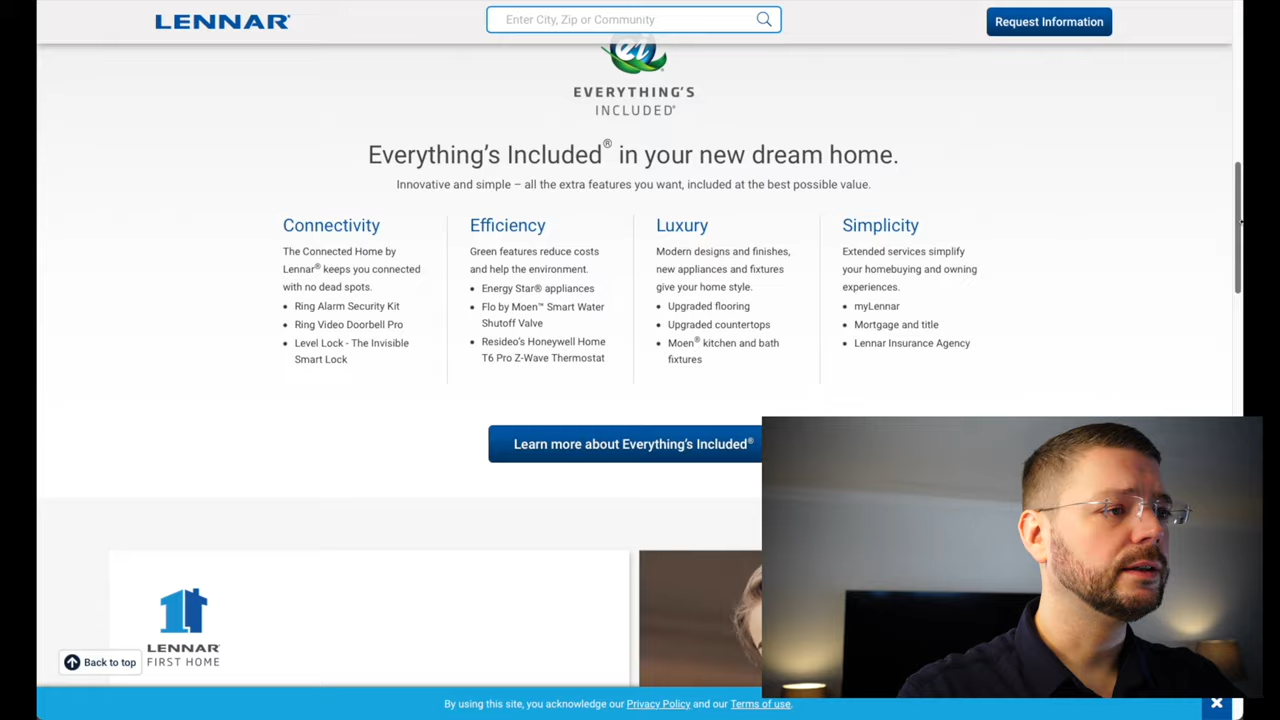 LENNAR®
Enter City, Zip or Community
Request Information
ei
EVERYTHING'S
INCLUDED®
Everything's Included® in your new dream home.
Innovative and simple – all the extra features you want, included at the best possible value.
Connectivity
The Connected Home by
Lennar® keeps you connected
with no dead spots.
• Ring Alarm Security Kit
• Ring Video Doorbell Pro
• Level Lock - The Invisible
Smart Lock
Efficiency
Green features reduce costs
and help the environment.
• Energy Star® appliances
• Flo by Moen™ Smart Water
Shutoff Valve
• Resideo's Honeywell Home
T6 Pro Z-Wave Thermostat
Luxury
Modern designs and finishes,
new appliances and fixtures
give your home style.
• Upgraded flooring
• Upgraded countertops
• Moen® kitchen and bath
fixtures
Simplicity
Extended services simplify
your homebuying and owning
experiences.
• myLennar
• Mortgage and title
• Lennar Insurance Agency
Learn more about Everything's Included®
LENNAR®
FIRST HOME
Back to top
By using this site, you acknowledge our Privacy Policy and our Terms of use.